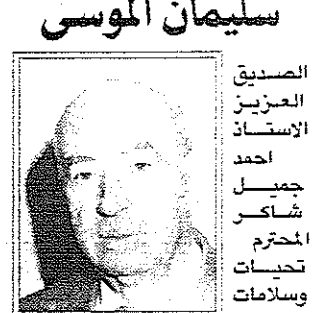 سليمان الموسى
الصديق
العزيز
الاستاذ
احمد
جميل
شاكر
المحترم
تحيات
وسلامات